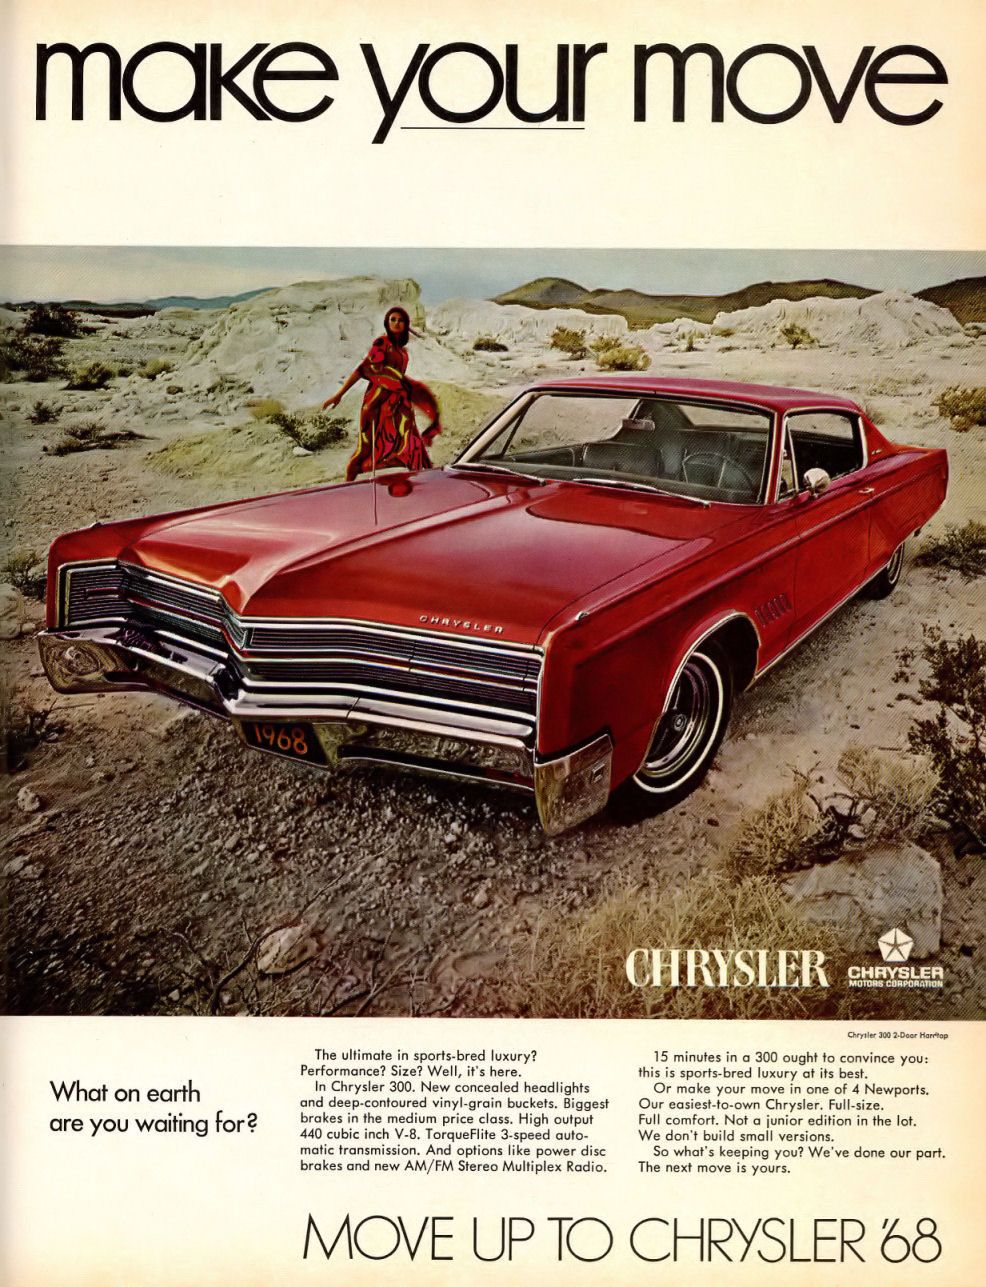 make your move
CHRYSLER
1968
CHRYSLER
CHRYSLER
MOTORS CORPORATION
Chrysler 300 2-Door Hardtop
What on earth
are you waiting for?
The ultimate in sports-bred luxury?
Performance? Size? Well, it's here.
In Chrysler 300. New concealed headlights
and deep-contoured vinyl-grain buckets. Biggest
brakes in the medium price class. High output
440 cubic inch V-8. TorqueFlite 3-speed auto-
matic transmission. And options like power disc
brakes and new AM/FM Stereo Multiplex Radio.
15 minutes in a 300 ought to convince you:
this is sports-bred luxury at its best.
Or make your move in one of 4 Newports.
Our easiest-to-own Chrysler. Full-size.
Full comfort. Not a junior edition in the lot.
We don't build small versions.
So what's keeping you? We've done our part.
The next move is yours.
MOVE UP TO CHRYSLER '68